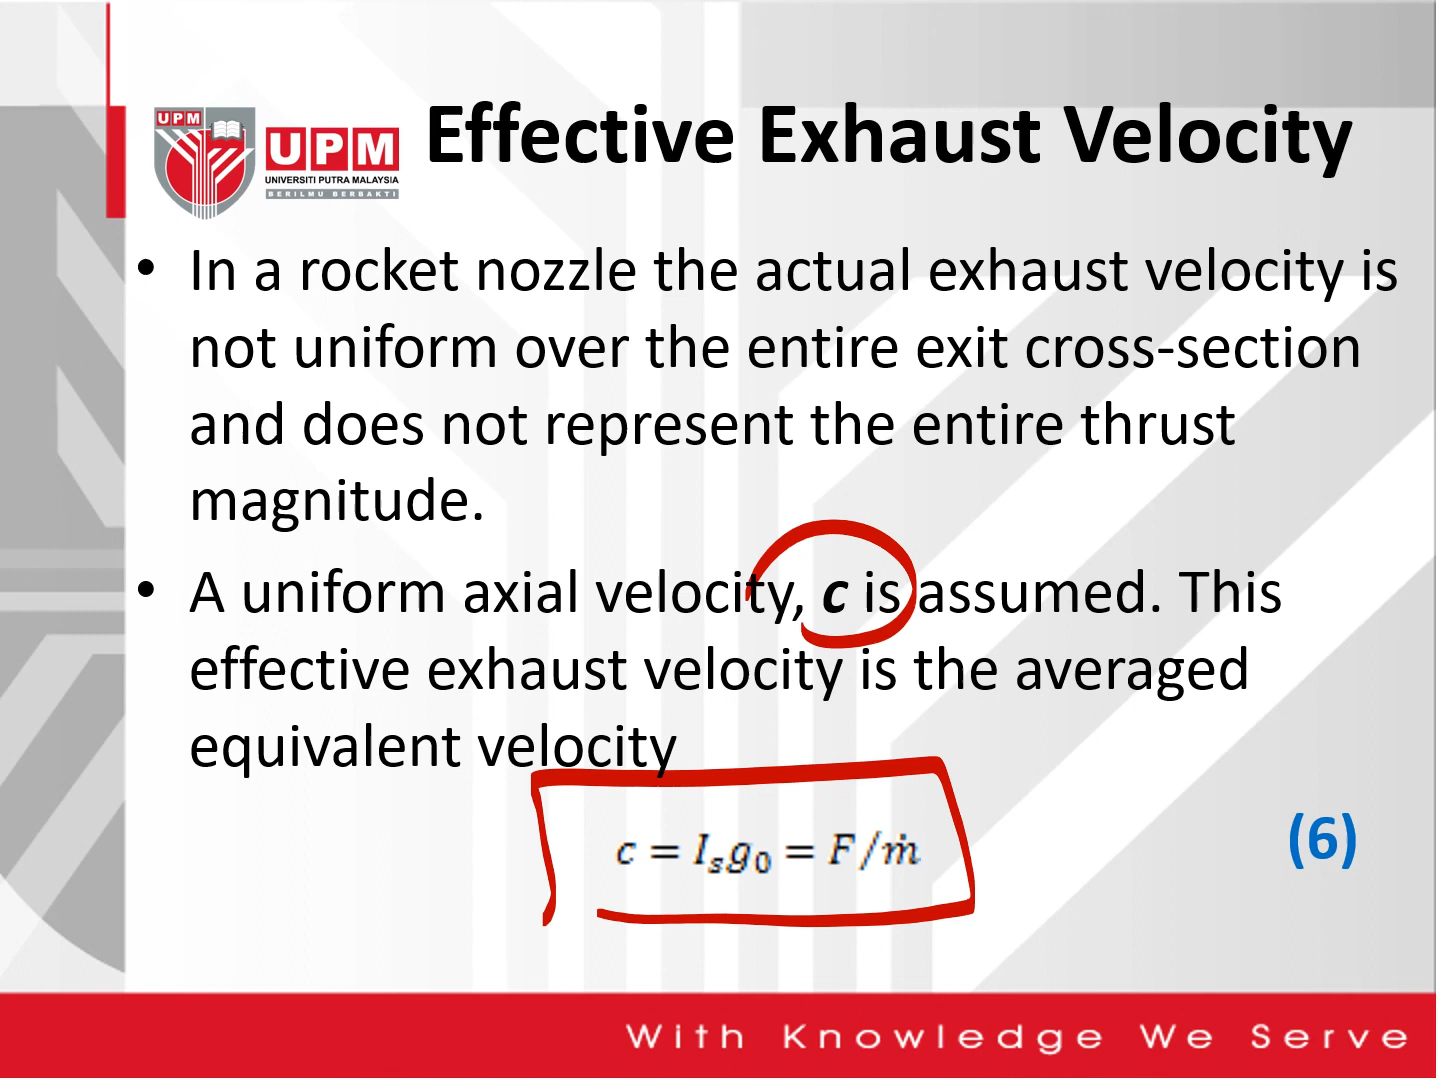 UPM
UPM
UNIVERSITI PUTRA MALAYSIA
BERILMU BERBAKTI
Effective Exhaust Velocity
• In a rocket nozzle the actual exhaust velocity is
not uniform over the entire exit cross-section
and does not represent the entire thrust
magnitude.
• A uniform axial velocity, c is assumed. This
effective exhaust velocity is the averaged
equivalent velocity
c = I_s g_0 = F/ṁ
(6)
With Knowledge We Serve